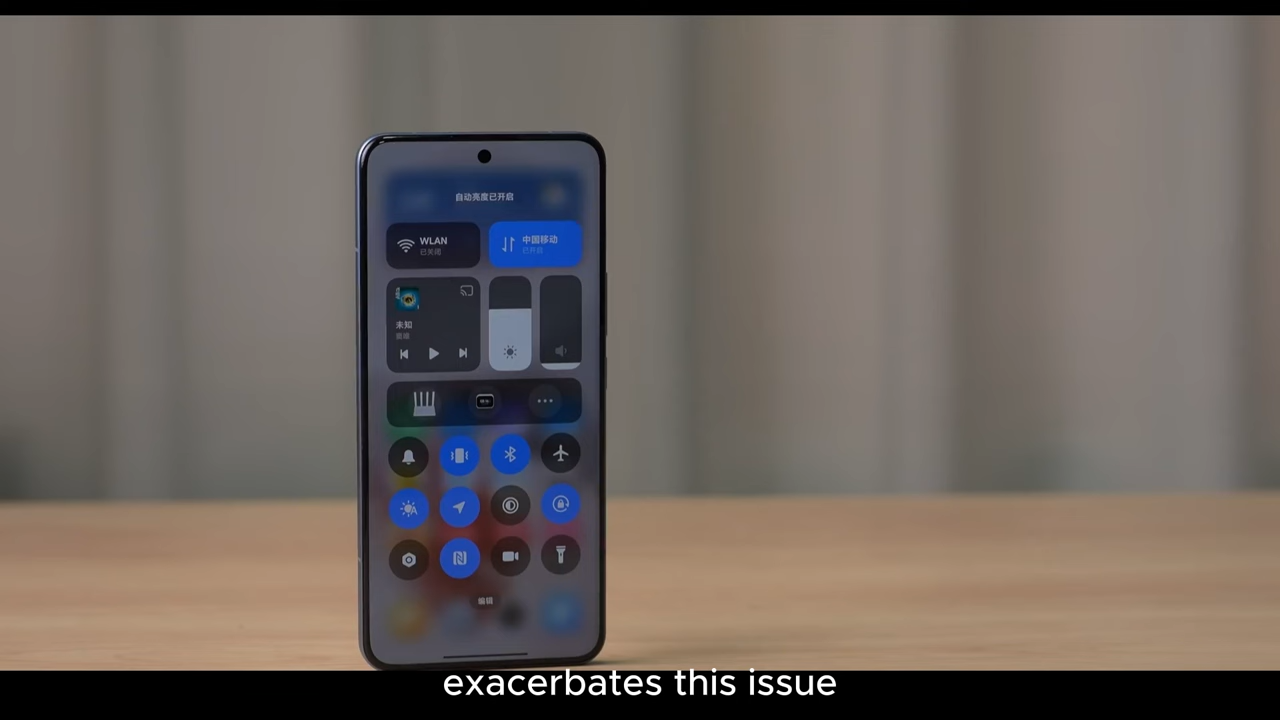 自动亮度已开启
WLAN
已关闭
中国移动
已开启
未知
编辑
exacerbates this issue